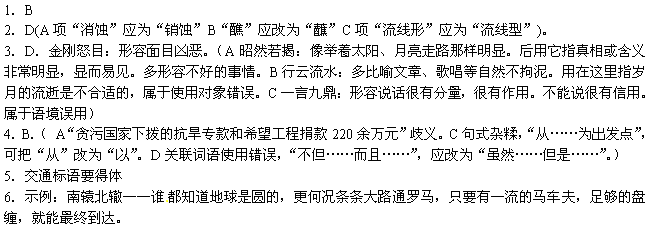 1. B
2. D(A项“消蚀”应为“销蚀”B“醮”应改为“蘸”C项“流线形”应为“流线型”)。
3. D. 金刚怒目：形容面目凶恶。（A昭然若揭：像举着太阳、月亮走路那样明显。后用它指真相或含义
非常明显，显而易见。多形容不好的事情。B行云流水：多比喻文章、歌唱等自然不拘泥。用在这里指岁
月的流逝是不合适的，属于使用对象错误。C一言九鼎：形容说话很有分量，很有作用。不能说很有信用。
属于语境误用）
4. B.（ A“贪污国家下拨的抗旱专款和希望工程捐款220余万元”歧义。C句式杂糅，“从……为出发点”，
可把“从”改为“以”。D关联词语使用错误，“不但……而且……”，应改为“虽然……但是……”。）
5. 交通标语要得体
6. 示例：南辕北辙——谁都知道地球是圆的，更何况条条大路通罗马，只要有一流的马车夫，足够的盘
缠，就能最终到达。